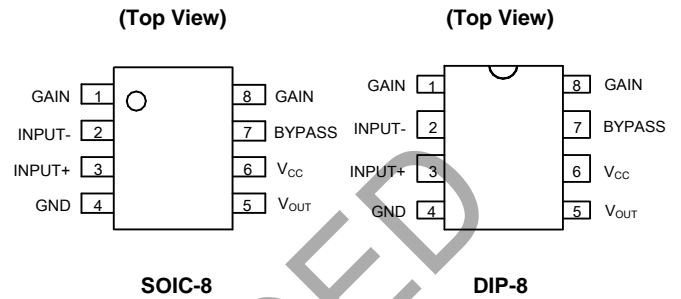 (Top View)
GAIN 1 8 GAIN
INPUT- 2 7 BYPASS
INPUT+ 3 6 VCC
GND 4 5 VOUT
SOIC-8
(Top View)
GAIN 1 8 GAIN
INPUT- 2 7 BYPASS
INPUT+ 3 6 VCC
GND 4 5 VOUT
DIP-8